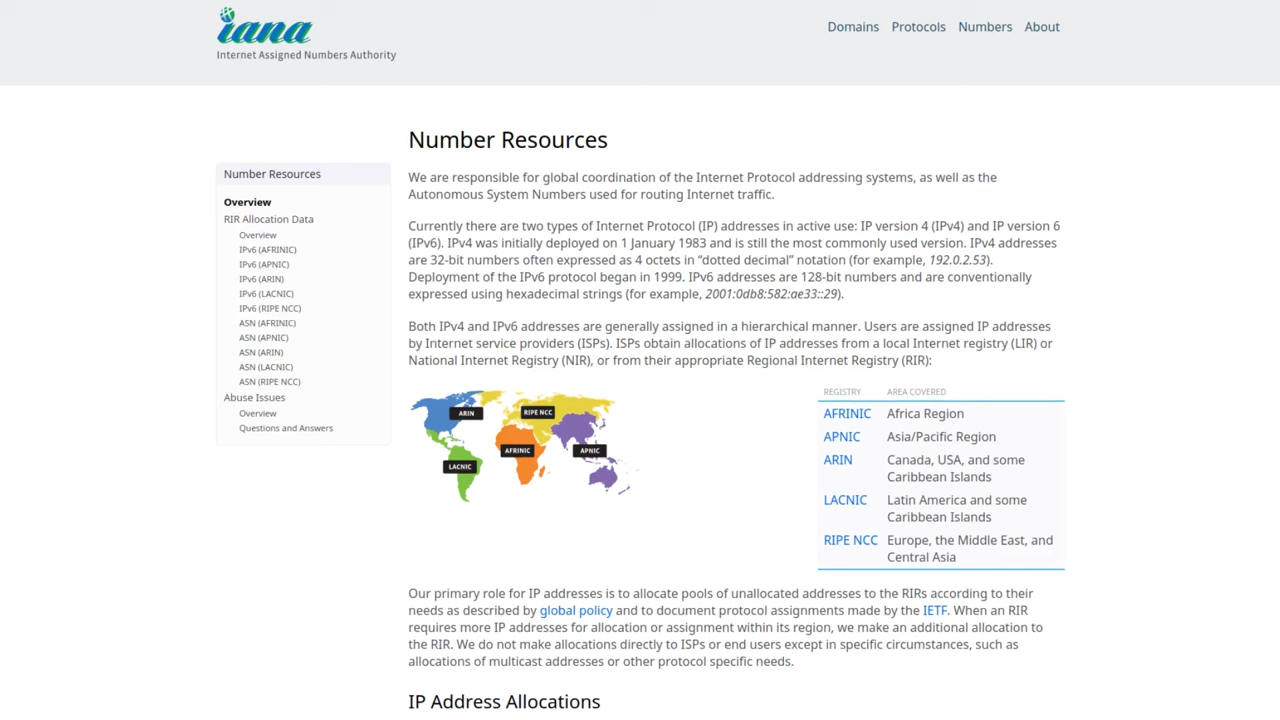 iana
Internet Assigned Numbers Authority
Domains Protocols Numbers About
Number Resources
Overview
RIR Allocation Data
Overview
IPv6 (AFRINIC)
IPv6 (APNIC)
IPv6 (ARIN)
IPv6 (LACNIC)
IPv6 (RIPE NCC)
ASN (AFRINIC)
ASN (APNIC)
ASN (ARIN)
ASN (LACNIC)
ASN (RIPE NCC)
Abuse Issues
Overview
Questions and Answers
Number Resources
We are responsible for global coordination of the Internet Protocol addressing systems, as well as the
Autonomous System Numbers used for routing Internet traffic.
Currently there are two types of Internet Protocol (IP) addresses in active use: IP version 4 (IPv4) and IP version 6
(IPv6). IPv4 was initially deployed on 1 January 1983 and is still the most commonly used version. IPv4 addresses
are 32-bit numbers often expressed as 4 octets in “dotted decimal” notation (for example, 192.0.2.53).
Deployment of the IPv6 protocol began in 1999. IPv6 addresses are 128-bit numbers and are conventionally
expressed using hexadecimal strings (for example, 2001:0db8:582:ae33::29).
Both IPv4 and IPv6 addresses are generally assigned in a hierarchical manner. Users are assigned IP addresses
by Internet service providers (ISPs). ISPs obtain allocations of IP addresses from a local Internet registry (LIR) or
National Internet Registry (NIR), or from their appropriate Regional Internet Registry (RIR):
ARIN
RIPE NCC
AFRINIC
APNIC
LACNIC
REGISTRY AREA COVERED
AFRINIC Africa Region
APNIC Asia/Pacific Region
ARIN Canada, USA, and some
Caribbean Islands
LACNIC Latin America and some
Caribbean Islands
RIPE NCC Europe, the Middle East, and
Central Asia
Our primary role for IP addresses is to allocate pools of unallocated addresses to the RIRs according to their
needs as described by global policy and to document protocol assignments made by the IETF. When an RIR
requires more IP addresses for allocation or assignment within its region, we make an additional allocation to
the RIR. We do not make allocations directly to ISPs or end users except in specific circumstances, such as
allocations of multicast addresses or other protocol specific needs.
IP Address Allocations